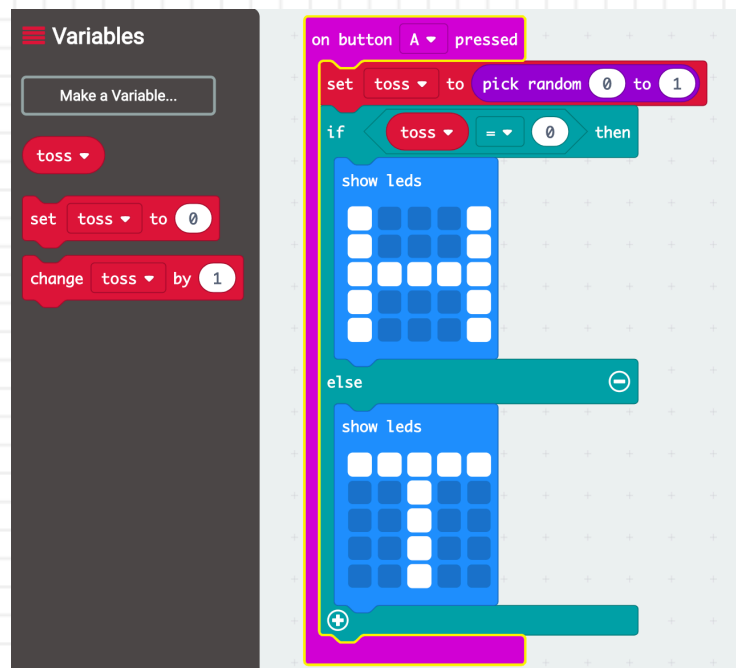 Variables
Make a Variable...
toss
set toss to 0
change toss by 1
on button A pressed
set toss to pick random 0 to 1
if toss = 0 then
show leds
else
show leds